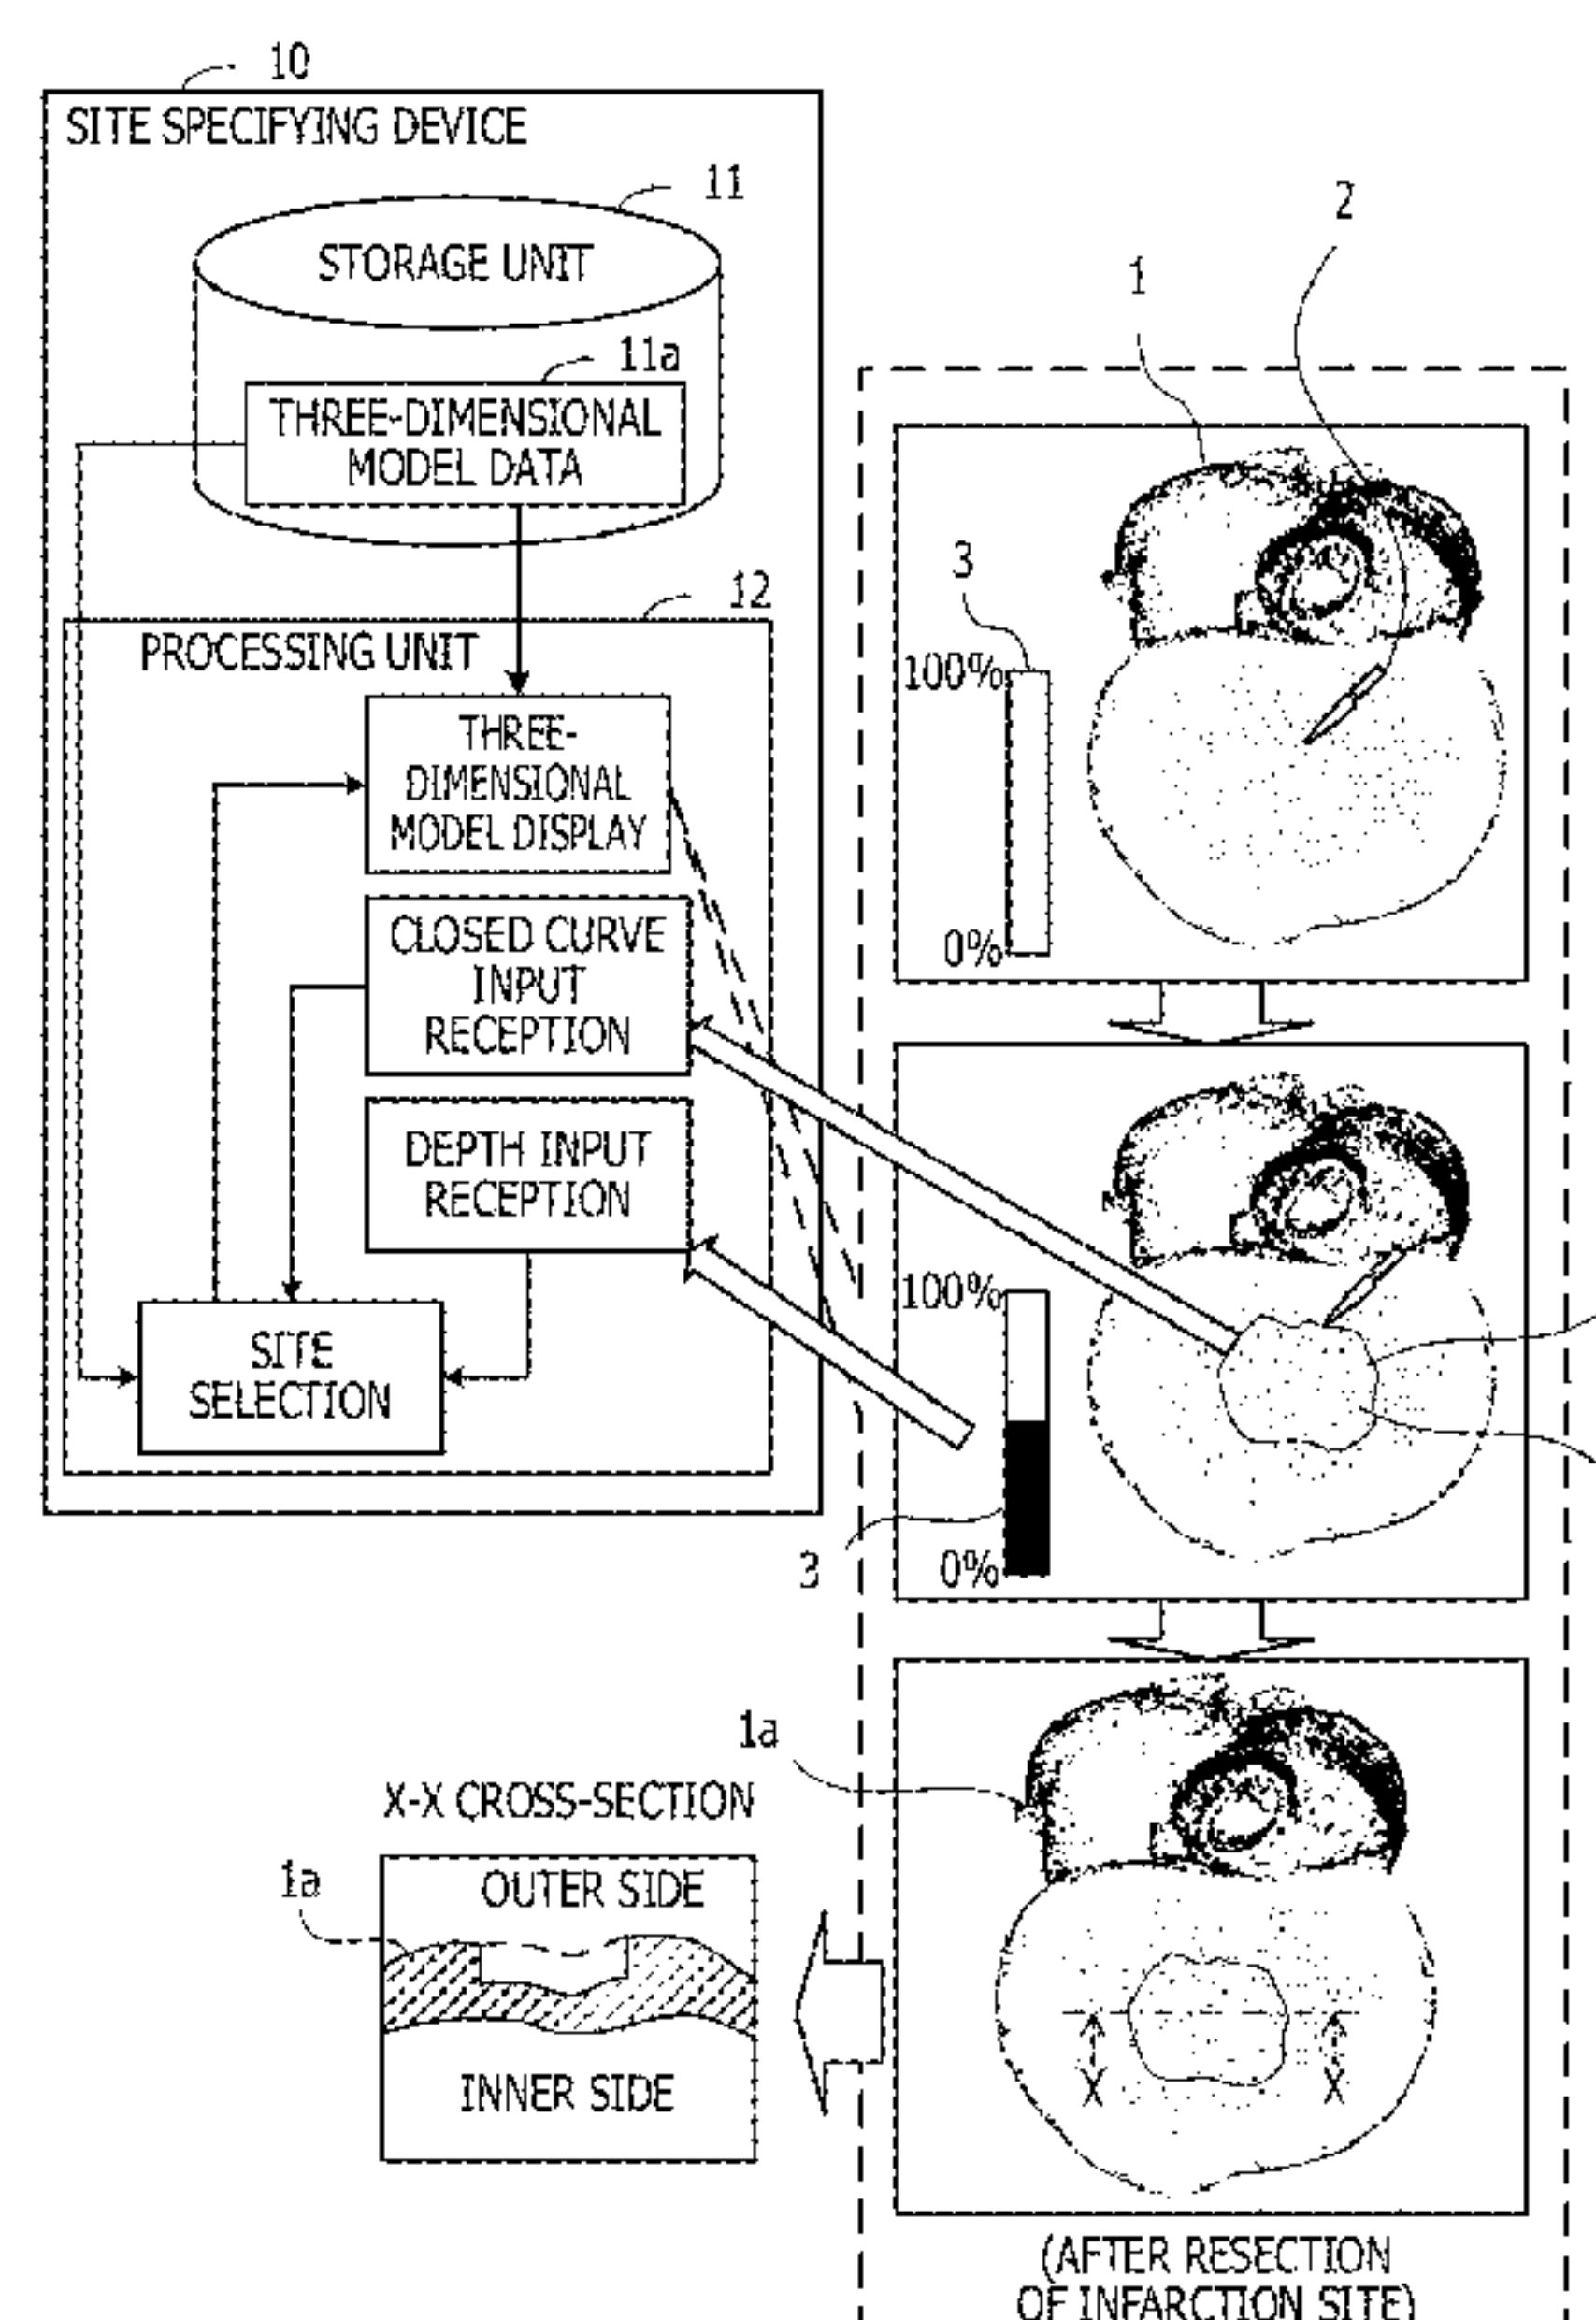 10
SITE SPECIFYING DEVICE
11
STORAGE UNIT
11a
THREE-DIMENSIONAL
MODEL DATA
12
PROCESSING UNIT
THREE-
DIMENSIONAL
MODEL DISPLAY
CLOSED CURVE
INPUT
RECEPTION
DEPTH INPUT
RECEPTION
SITE
SELECTION
2
1
3
100%
0%
100%
3
0%
1a
X-X CROSS-SECTION
1a
OUTER SIDE
INNER SIDE
X
X
(AFTER RESECTION
OF INFARCTION SITE)